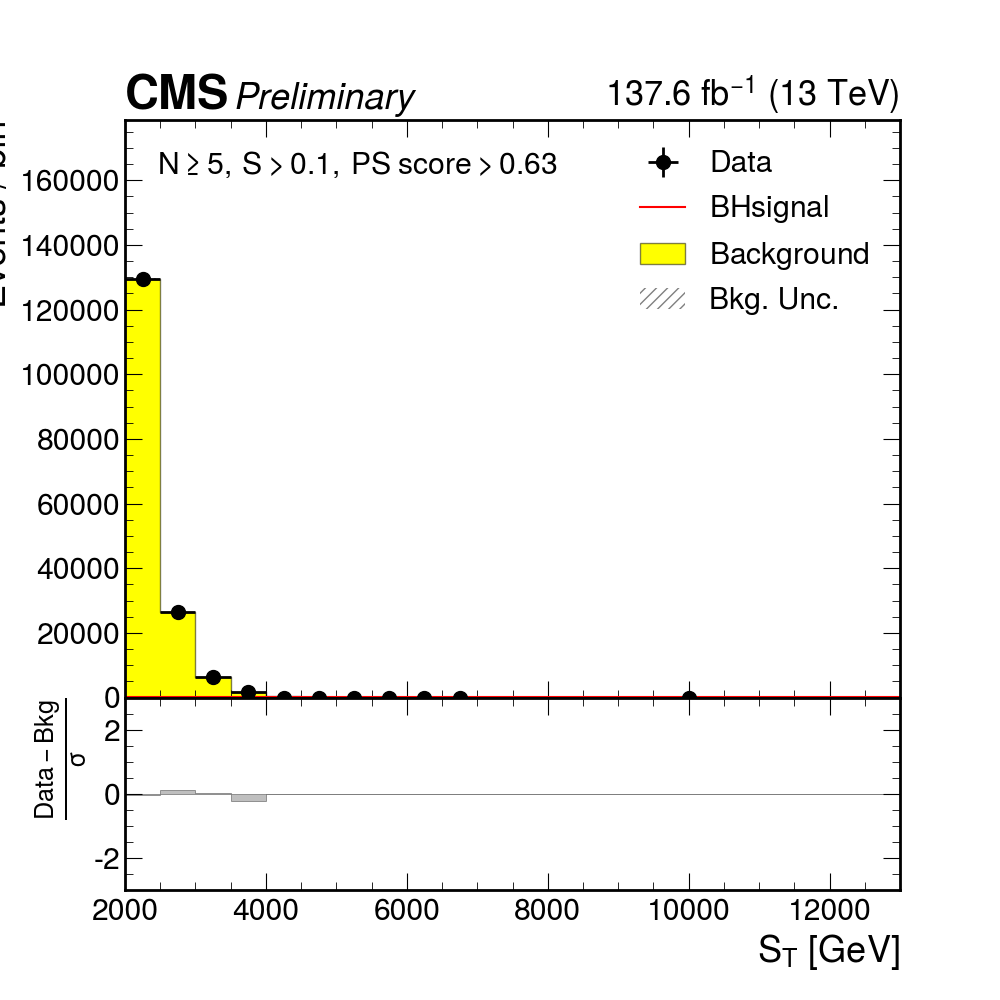 CMS Preliminary 137.6 fb⁻¹ (13 TeV)
N ≥ 5, S > 0.1, PS score > 0.63
Data
BHsignal
Background
Bkg. Unc.
160000
140000
120000
100000
80000
60000
40000
20000
0
Data – Bkg
σ
2
0
-2
2000 4000 6000 8000 10000 12000
S_T [GeV]